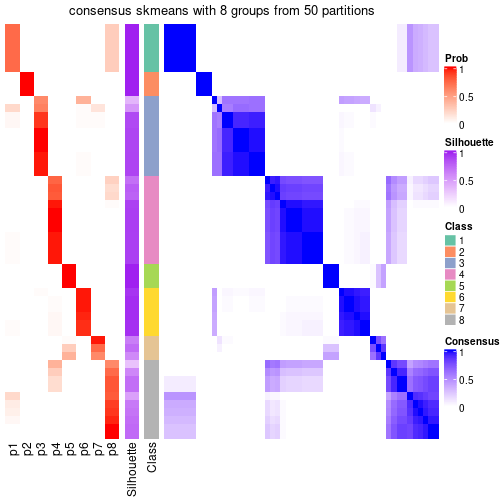 consensus skmeans with 8 groups from 50 partitions
Prob
1
0.5
0
Silhouette
1
0.5
0
Class
1
2
3
4
5
6
7
8
Consensus
1
0.5
0
p1
p2
p3
p4
p5
p6
p7
p8
Silhouette
Class